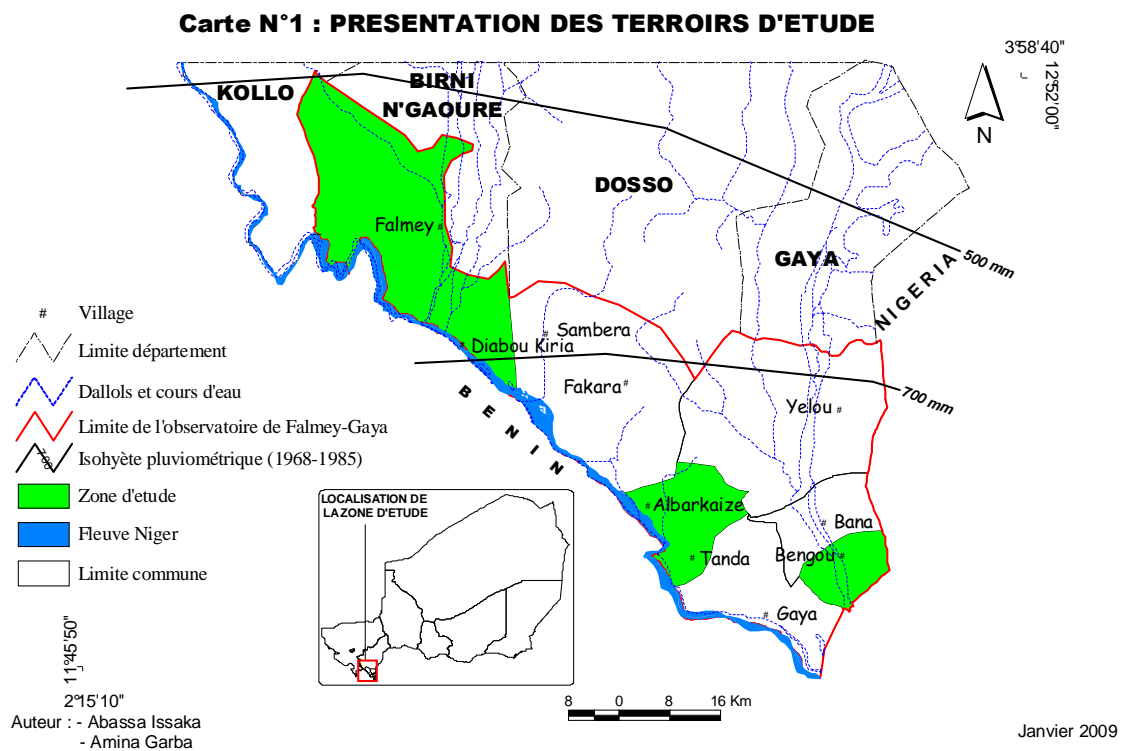 Carte N°1 : PRESENTATION DES TERROIRS D'ETUDE
3°58'40"
12°52'00"
N
KOLLO
BIRNI
N'GAOURE
DOSSO
GAYA
NIGERIA
500 mm
700 mm
BENIN
Falmey #
# Sambera
# Diabou Kiria
Fakara #
Yelou #
# Albarkaize
# Bana
# Tanda
Bengou #
# Gaya
# Village
Limite département
Dallols et cours d'eau
Limite de l'observatoire de Falmey-Gaya
700 Isohyète pluviométrique (1968-1985)
Zone d'etude
Fleuve Niger
Limite commune
LOCALISATION DE
LA ZONE D'ETUDE
11°45'50"
2°15'10"
8 0 8 16 Km
Auteur : - Abassa Issaka
- Amina Garba
Janvier 2009